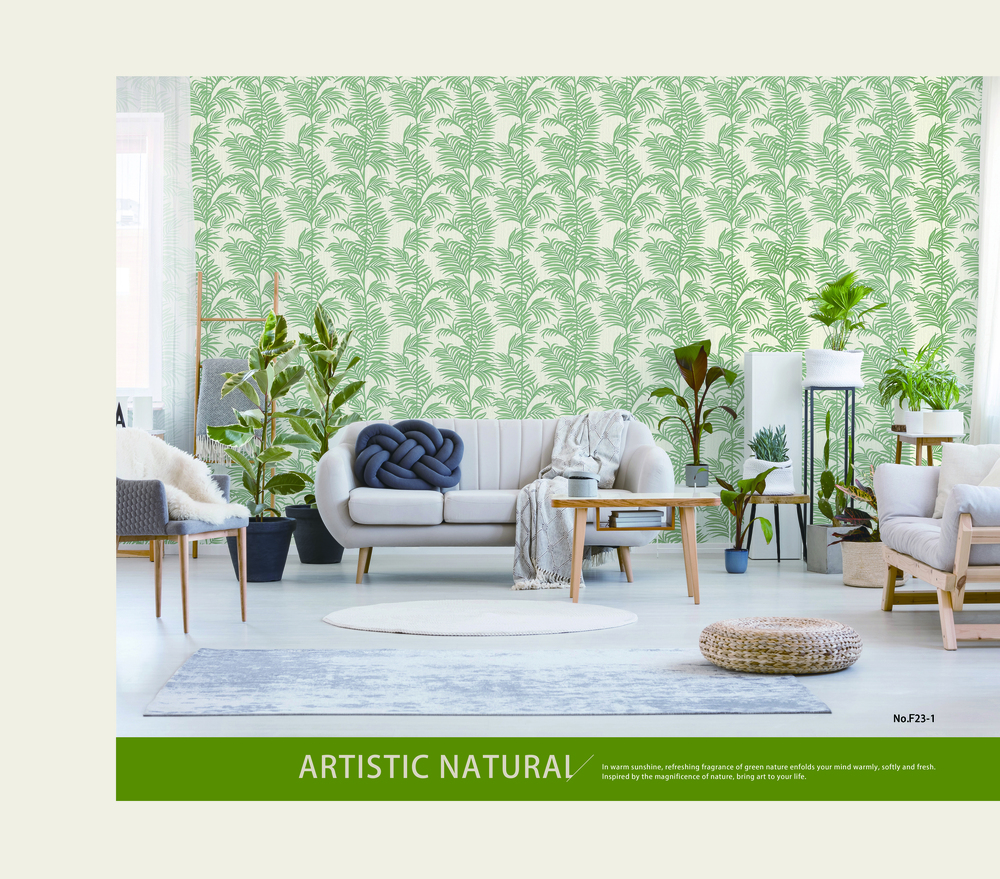 A
No.F23-1
ARTISTIC NATURAL
In warm sunshine, refreshing fragrance of green nature enfolds your mind warmly, softly and fresh.
Inspired by the magnificence of nature, bring art to your life.